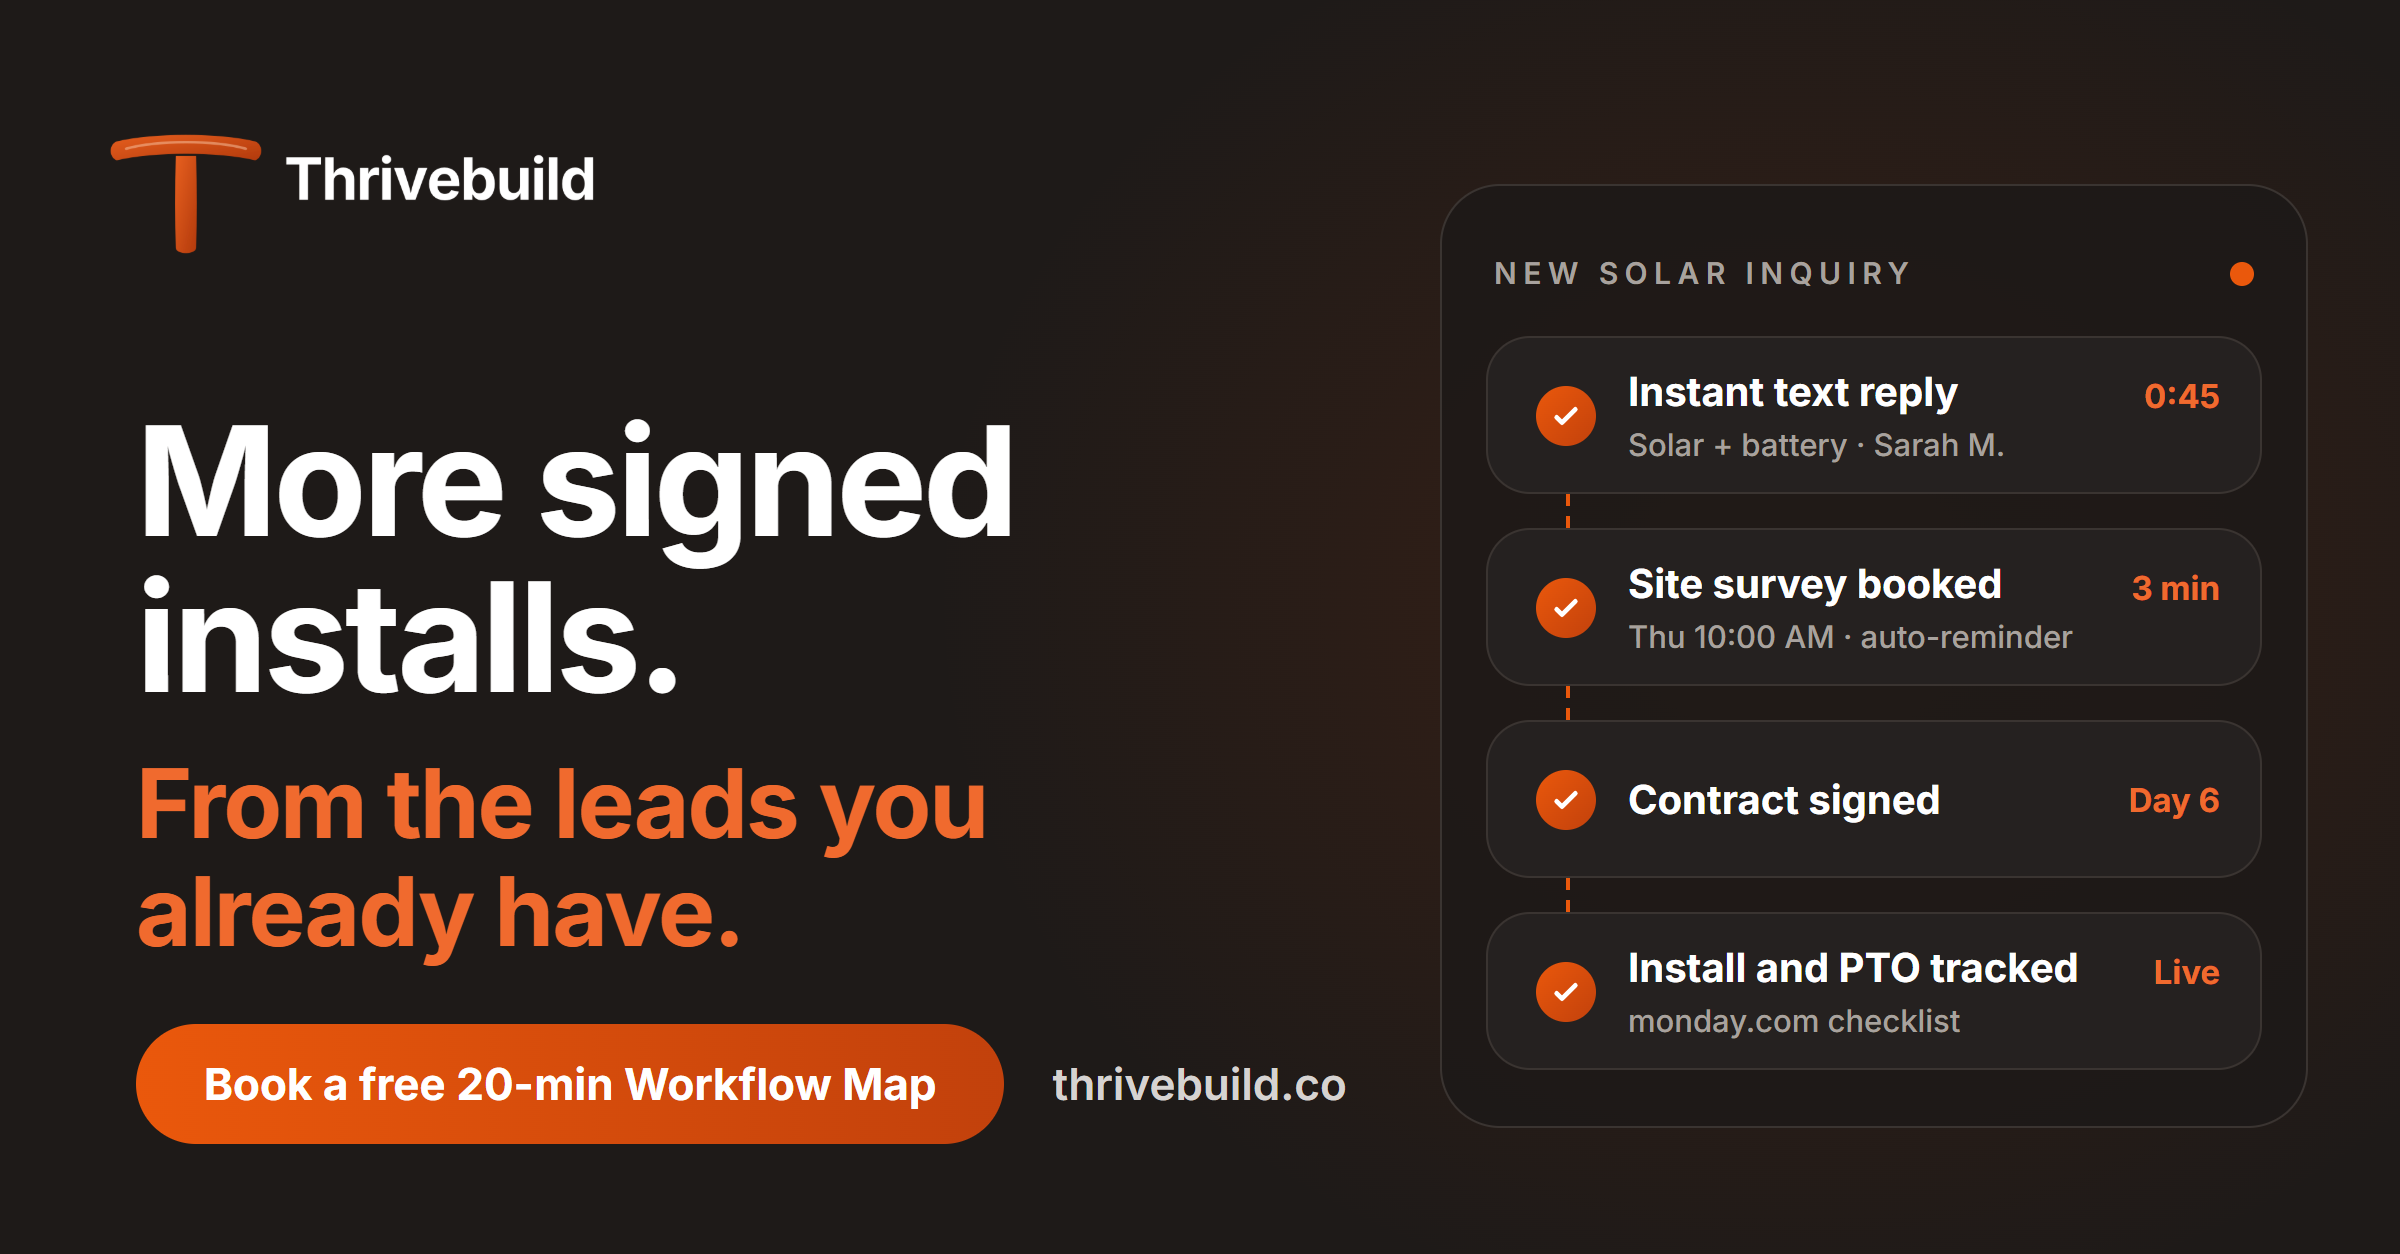 Thrivebuild
More signed
installs.
From the leads you
already have.
Book a free 20-min Workflow Map
thrivebuild.co
NEW SOLAR INQUIRY
Instant text reply
0:45
Solar + battery · Sarah M.
Site survey booked
3 min
Thu 10:00 AM · auto-reminder
Contract signed
Day 6
Install and PTO tracked
Live
monday.com checklist